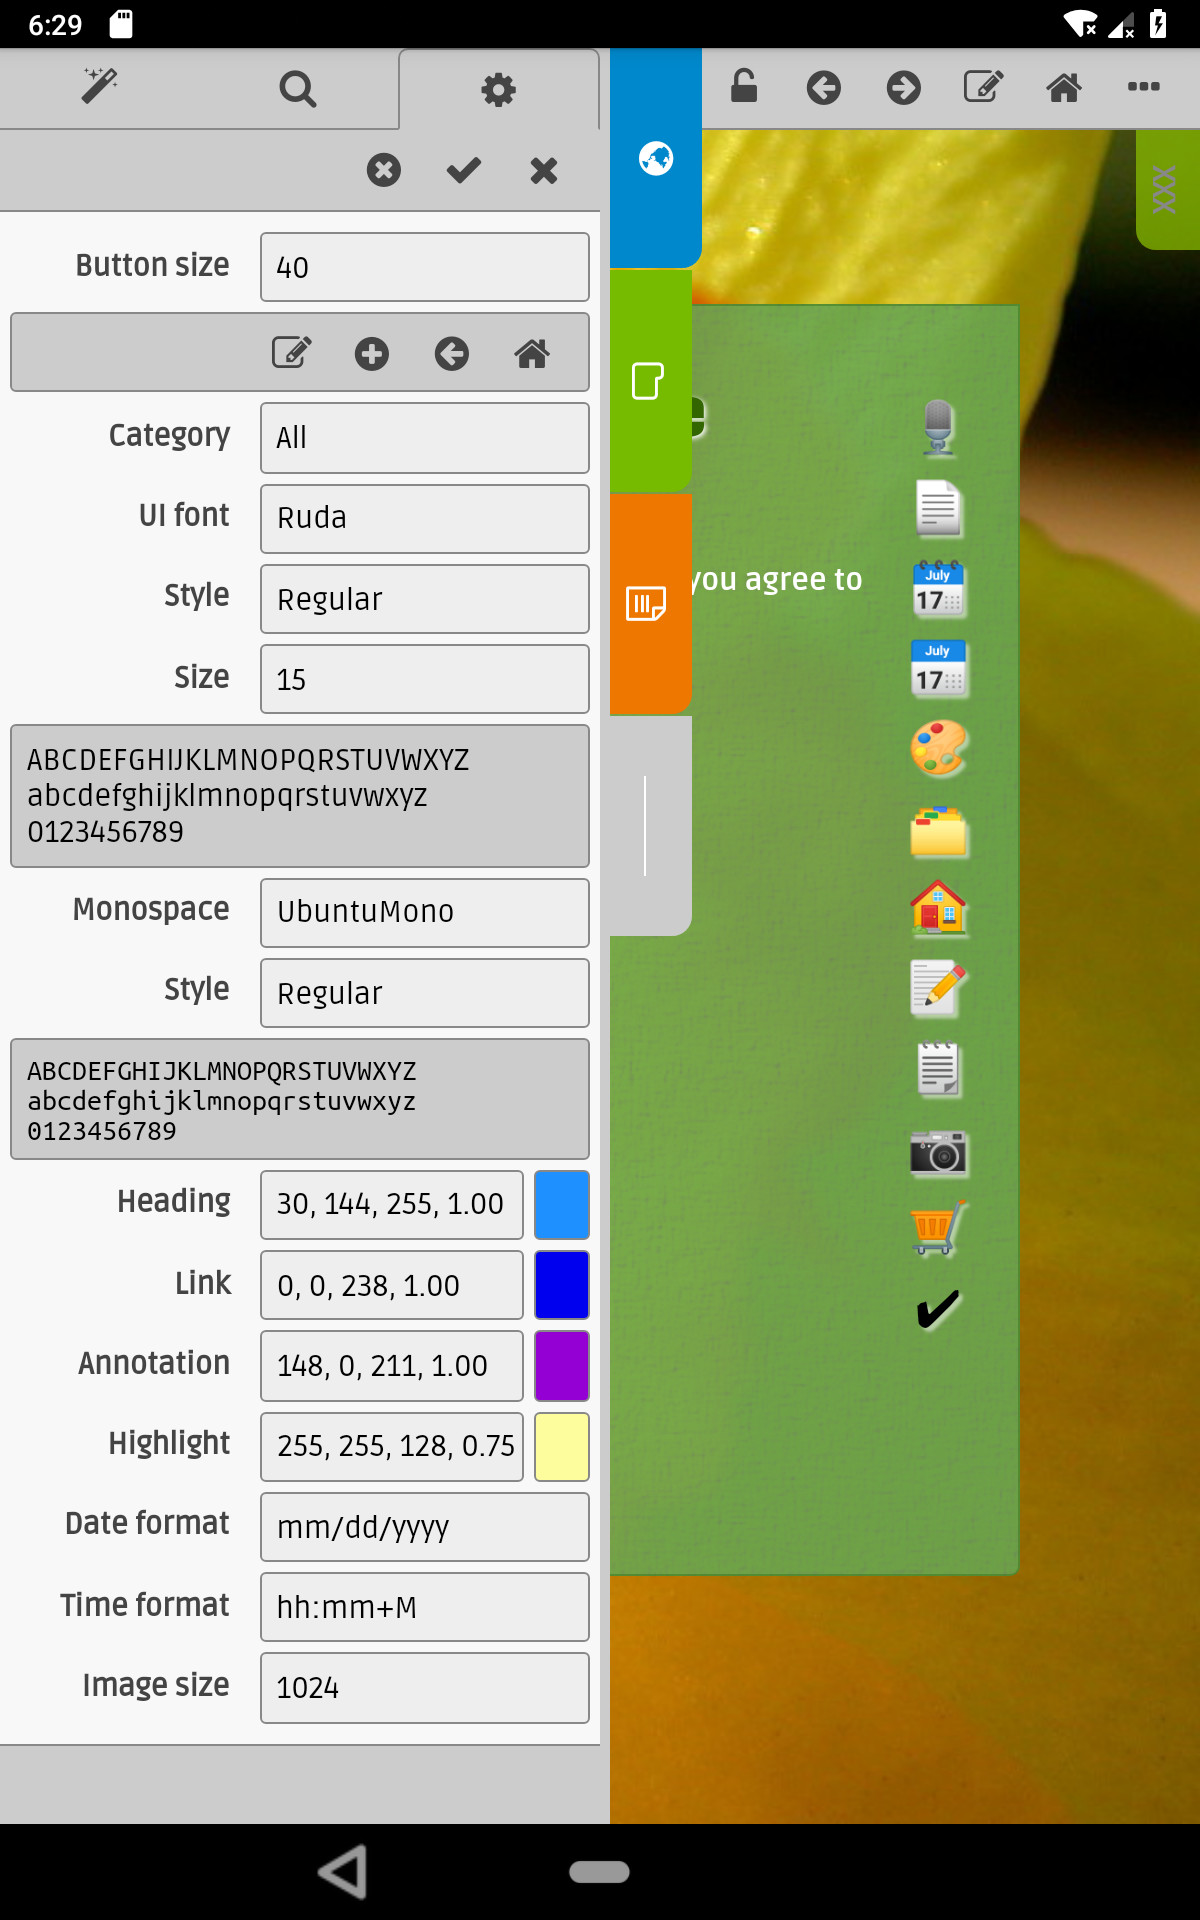 6:29
Button size
40
Category
All
UI font
Ruda
Style
Regular
Size
15
ABCDEFGHIJKLMNOPQRSTUVWXYZ
abcdefghijklmnopqrstuvwxyz
0123456789
Monospace
UbuntuMono
Style
Regular
ABCDEFGHIJKLMNOPQRSTUVWXYZ
abcdefghijklmnopqrstuvwxyz
0123456789
Heading
30, 144, 255, 1.00
Link
0, 0, 238, 1.00
Annotation
148, 0, 211, 1.00
Highlight
255, 255, 128, 0.75
Date format
mm/dd/yyyy
Time format
hh:mm+M
Image size
1024
you agree to
July
17
July
17